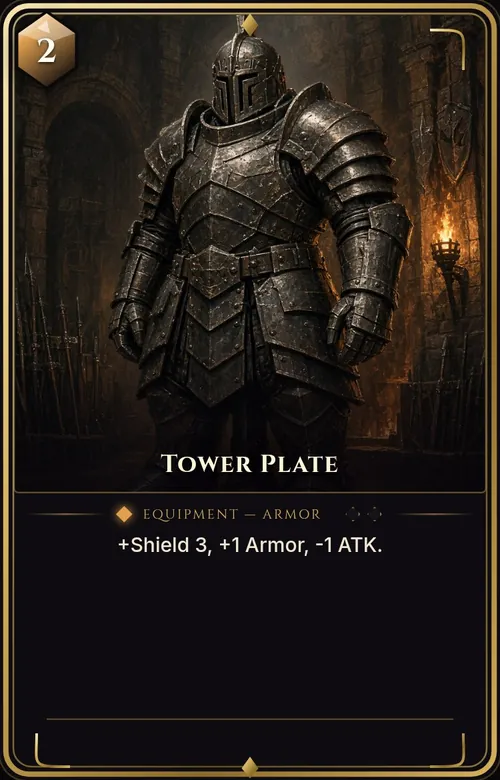 2
Tower Plate
EQUIPMENT — ARMOR
+Shield 3, +1 Armor, -1 ATK.